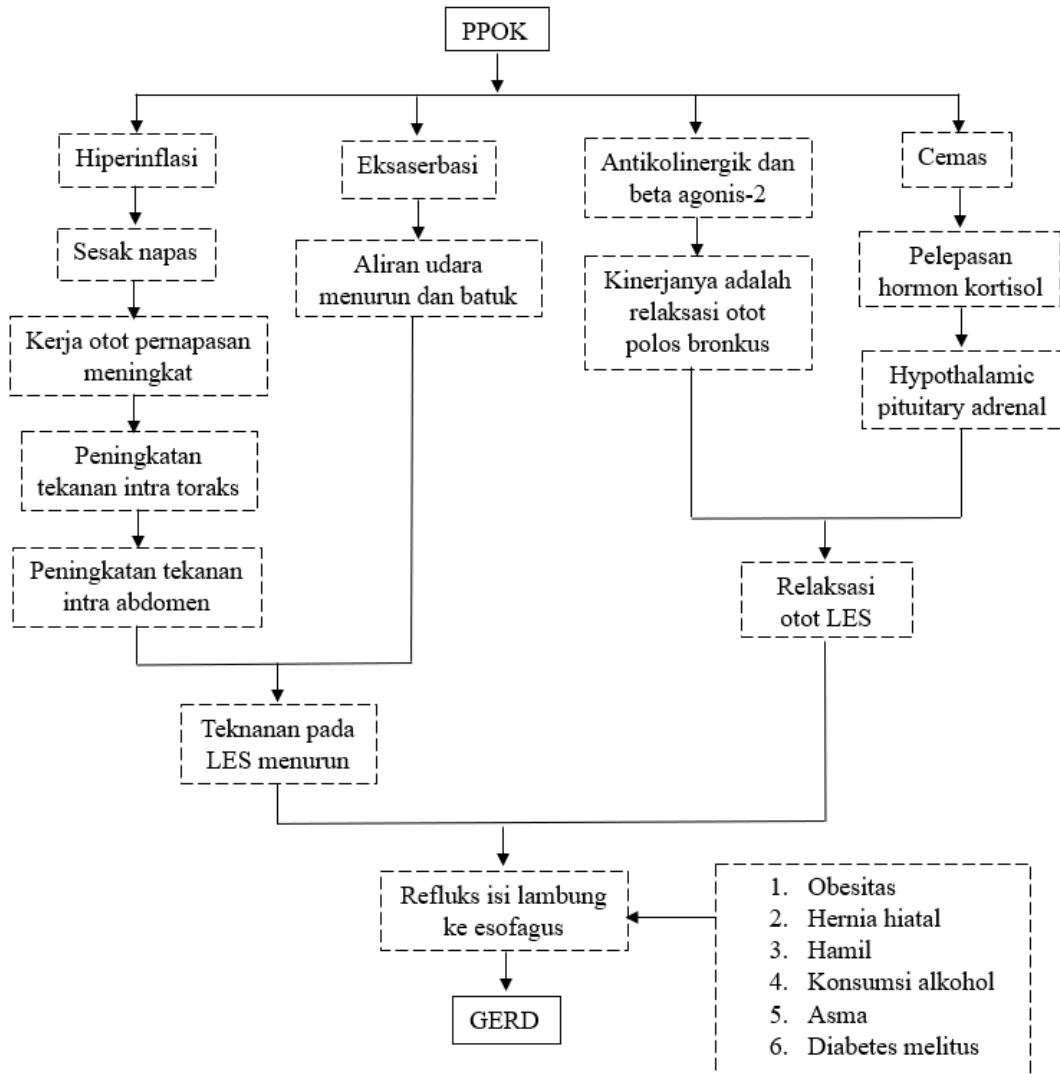 PPOK
Hiperinflasi
Sesak napas
Kerja otot pernapasan
meningkat
Peningkatan
tekanan intra toraks
Peningkatan tekanan
intra abdomen
Eksaserbasi
Aliran udara
menurun dan batuk
Teknanan pada
LES menurun
Antikolinergik dan
beta agonis-2
Kinerjanya adalah
relaksasi otot
polos bronkus
Cemas
Pelepasan
hormon kortisol
Hypothalamic
pituitary adrenal
Relaksasi
otot LES
Refluks isi lambung
ke esofagus
GERD
1. Obesitas
2. Hernia hiatal
3. Hamil
4. Konsumsi alkohol
5. Asma
6. Diabetes melitus